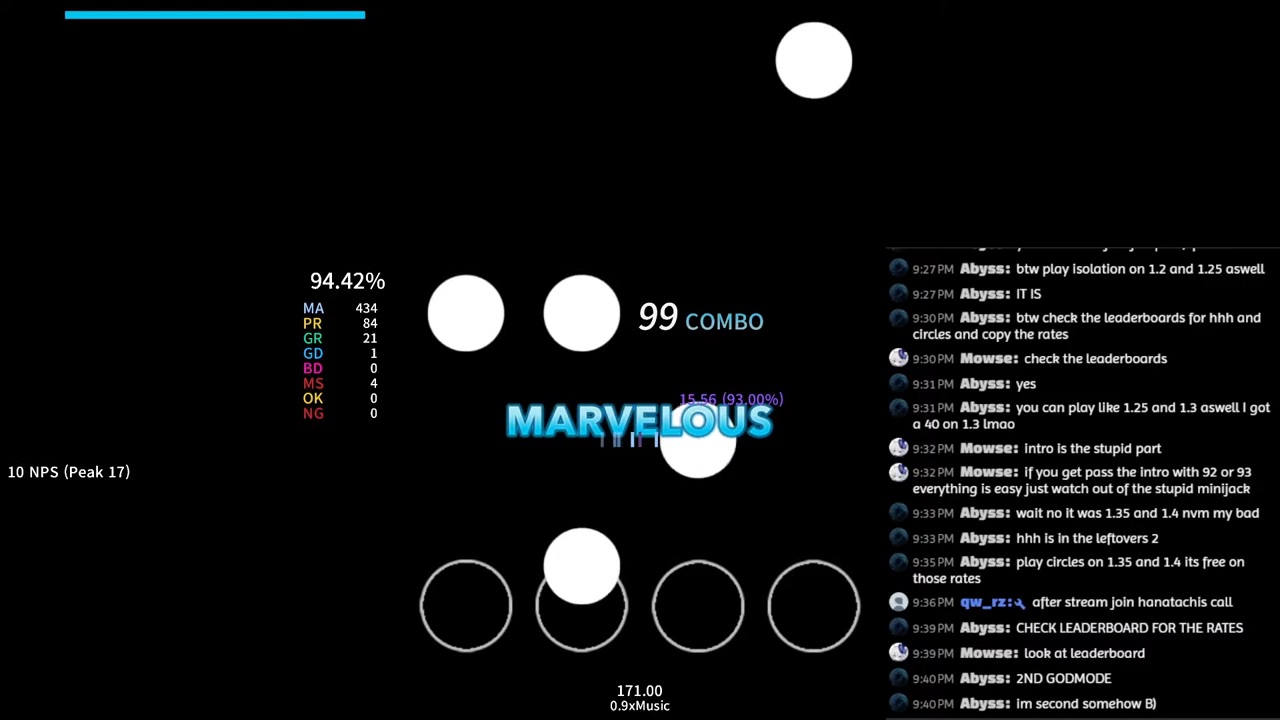 94.42%
MA 434
PR 84
GR 21
GD 1
BD 0
MS 4
OK 0
NG 0
10 NPS (Peak 17)
99 COMBO
15.56 (93.00%)
MARVELOUS
171.00
0.9xMusic
9:27 PM Abyss: btw play isolation on 1.2 and 1.25 aswell
9:27 PM Abyss: IT IS
9:30 PM Abyss: btw check the leaderboards for hhh and
circles and copy the rates
9:30 PM Mowse: check the leaderboards
9:31 PM Abyss: yes
9:31 PM Abyss: you can play like 1.25 and 1.3 aswell I got
a 40 on 1.3 lmao
9:32 PM Mowse: intro is the stupid part
9:32 PM Mowse: if you get pass the intro with 92 or 93
everything is easy just watch out of the stupid minijack
9:33 PM Abyss: wait no it was 1.35 and 1.4 nvm my bad
9:33 PM Abyss: hhh is in the leftovers 2
9:35 PM Abyss: play circles on 1.35 and 1.4 its free on
those rates
9:36 PM qw_rz: after stream join hanatachis call
9:39 PM Abyss: CHECK LEADERBOARD FOR THE RATES
9:39 PM Mowse: look at leaderboard
9:40 PM Abyss: 2ND GODMODE
9:40 PM Abyss: im second somehow B)